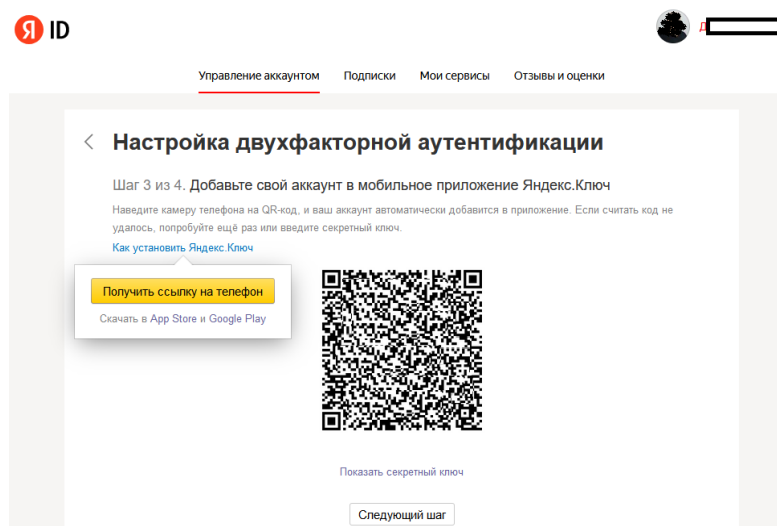 Я ID
Управление аккаунтом Подписки Мои сервисы Отзывы и оценки
Настройка двухфакторной аутентификации
Шаг 3 из 4. Добавьте свой аккаунт в мобильное приложение Яндекс.Ключ
Наведите камеру телефона на QR-код, и ваш аккаунт автоматически добавится в приложение. Если считать код не
удалось, попробуйте ещё раз или введите секретный ключ.
Как установить Яндекс.Ключ
Получить ссылку на телефон
Скачать в App Store и Google Play
Показать секретный ключ
Следующий шаг